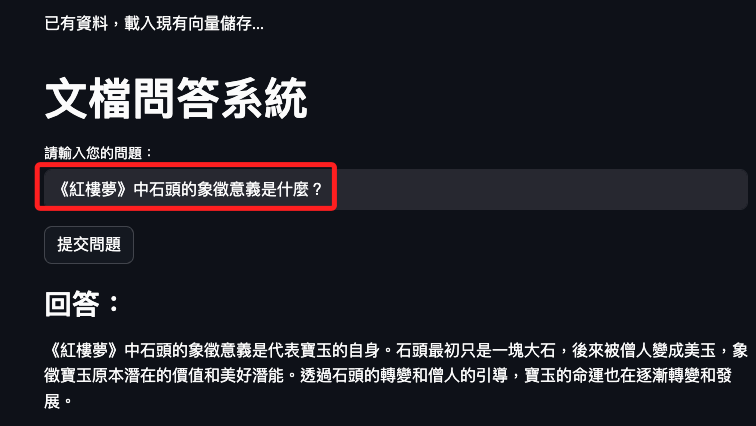 已有資料，載入現有向量儲存...
文檔問答系統
請輸入您的問題：
《紅樓夢》中石頭的象徵意義是什麼？
提交問題
回答：
《紅樓夢》中石頭的象徵意義是代表寶玉的自身。石頭最初只是一塊大石，後來被僧人變成美玉，象
徵寶玉原本潛在的價值和美好潛能。透過石頭的轉變和僧人的引導，寶玉的命運也在逐漸轉變和發
展。